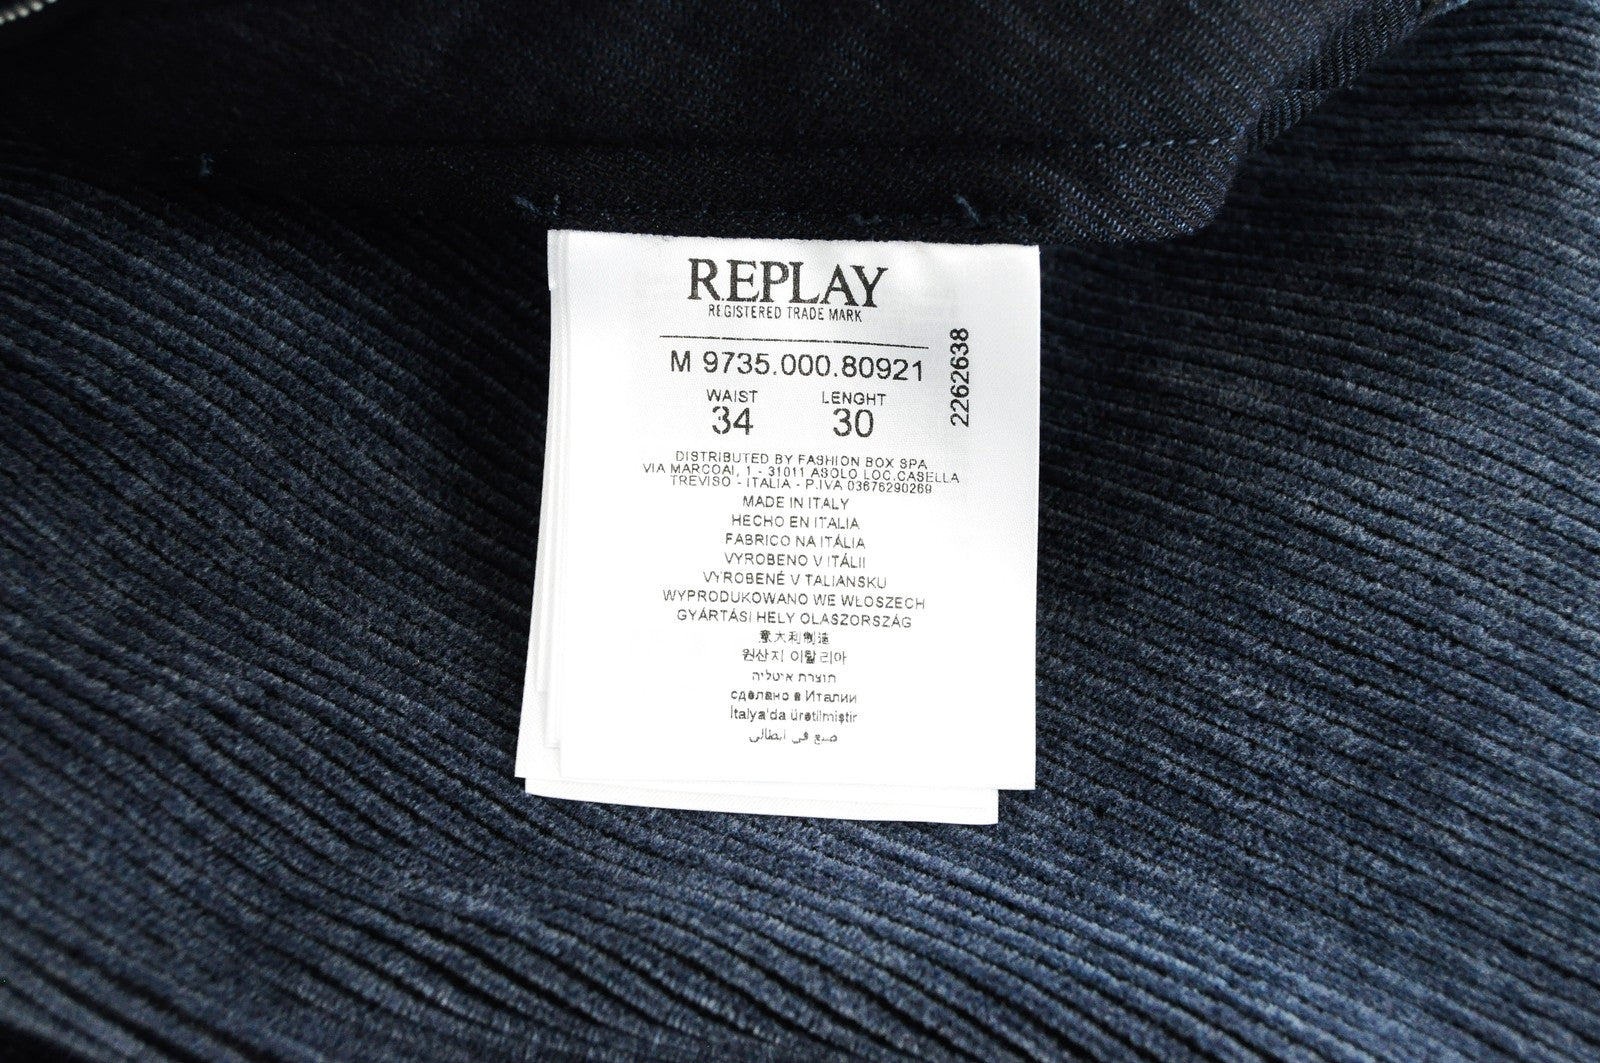 REPLAY
REGISTERED TRADE MARK
M 9735.000.80921
WAIST LENGHT
34 30
2262638
DISTRIBUTED BY FASHION BOX SPA
VIA MARCOAI, 1 - 31011 ASOLO LOC.CASELLA
TREVISO - ITALIA - P.IVA 03676290269
MADE IN ITALY
HECHO EN ITALIA
FABRICO NA ITÁLIA
VYROBENO V ITÁLII
VYROBENÉ V TALIANSKU
WYPRODUKOWANO WE WŁOSZECH
GYÁRTÁSI HELY OLASZORSZÁG
意大利制造
원산지 이탈리아
תוצרת איטליה
сделано в Италии
İtalya'da üretilmiştir
صنع في ايطالى